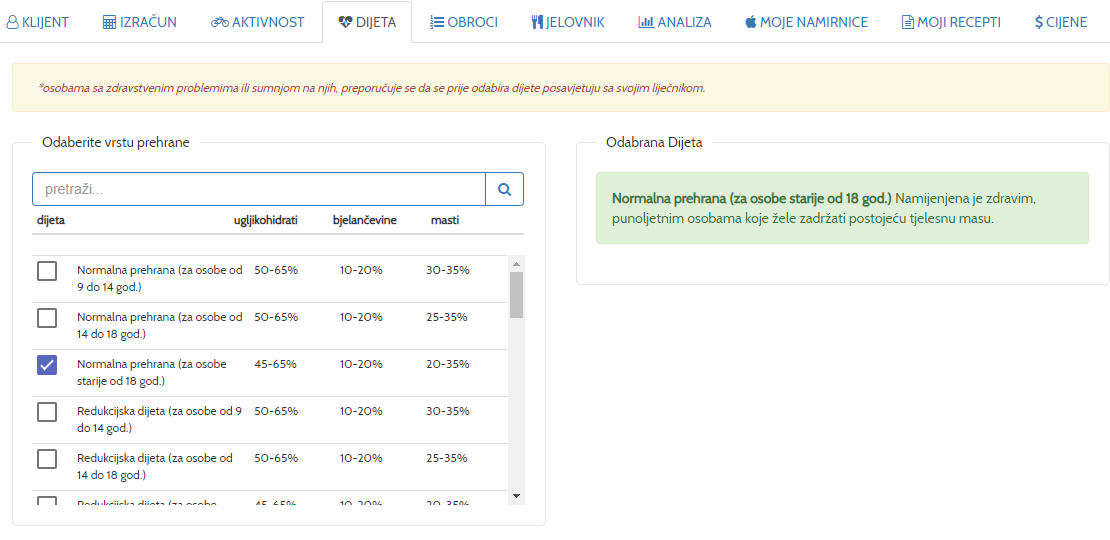 KLIJENT IZRAČUN AKTIVNOST DIJETA OBROCI JELOVNIK ANALIZA MOJE NAMIRNICE MOJI RECEPTI $ CIJENE
*osobama sa zdravstvenim problemima ili sumnjom na njih, preporučuje se da se prije odabira dijete posavjetuju sa svojim liječnikom.
Odaberite vrstu prehrane
pretraži...
dijeta ugljikohidrati bjelančevine masti
Normalna prehrana (za osobe od 50-65% 10-20% 30-35%
9 do 14 god.)
Normalna prehrana (za osobe od 50-65% 10-20% 25-35%
14 do 18 god.)
Normalna prehrana (za osobe 45-65% 10-20% 20-35%
starije od 18 god.)
Redukcijska dijeta (za osobe od 9 50-65% 10-20% 30-35%
do 14 god.)
Redukcijska dijeta (za osobe od 50-65% 10-20% 25-35%
14 do 18 god.)
Redukcijska dijeta (za osobe 45-65% 10-20% 20-35%
Odabrana Dijeta
Normalna prehrana (za osobe starije od 18 god.) Namijenjena je zdravim,
punoljetnim osobama koje žele zadržati postojeću tjelesnu masu.